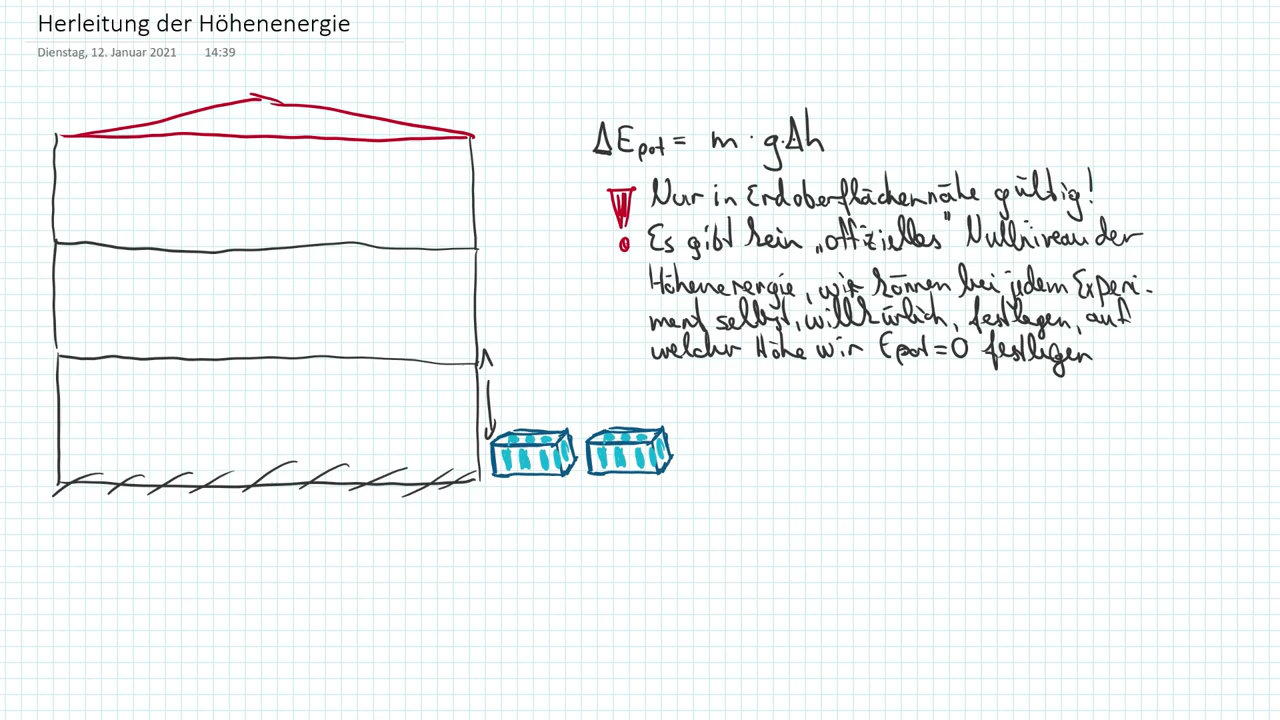 Herleitung der Höhenenergie
Dienstag, 12. Januar 2021 14:39
ΔEpot = m · g·Δh
Nur in Erdoberflächennähe gültig!
Es gibt kein „offizielles" Nullniveau der
Höhenenergie, wir können bei jedem Experi-
ment selbst, willkürlich, festlegen, auf
welcher Höhe wir Epot = 0 festlegen